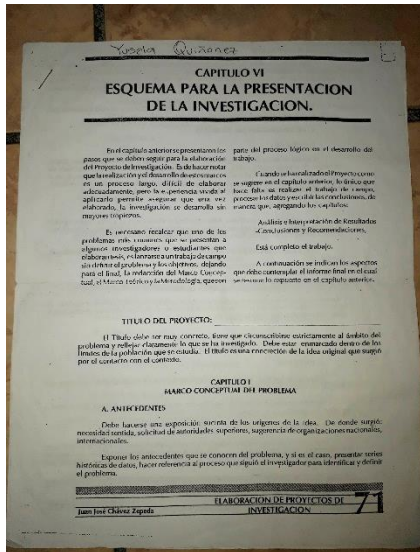 Yusela Quiñonez
CAPITULO VI
ESQUEMA PARA LA PRESENTACION
DE LA INVESTIGACION.
En el capítulo anterior se presentaron los
pasos que se deben seguir para la elaboración
del Proyecto de Investigación. Es de hacer notar
que la realización y el desarrollo de estos marcos
es un proceso largo, difícil de elaborar
adecuadamente, pero la experiencia vivida al
aplicarlo permite asegurar que una vez
elaborado, la investigación se desarrolla sin
mayores tropiezos.
Es necesario recalcar que uno de los
problemas más comunes que se presentan a
algunos investigadores o estudiantes que
elaboran tesis, es lanzarse a un trabajo de campo
sin definir el problema y los objetivos, dejando
para el final, la redacción del Marco Concep-
tual, el Marco Teórico y la Metodología, que son
parte del proceso lógico en el desarrollo del
trabajo.
Cuando se ha realizado el Proyecto como
se sugiere en el capítulo anterior, lo único que
hace falta es realizar el trabajo de campo,
procesar los datos y escribir las conclusiones, de
manera que, agregando los capítulos:
-Análisis e Interpretación de Resultados
-Conclusiones y Recomendaciones,
Está completo el trabajo.
A continuación se indican los aspectos
que debe contemplar el informe final en el cual
se resume lo expuesto en el capítulo anterior.
TITULO DEL PROYECTO:
El Título debe ser muy concreto, tiene que circunscribirse estrictamente al ámbito del
problema y reflejar claramente lo que se ha investigado. Debe estar enmarcado dentro de los
límites de la población que se estudia. El título es una concreción de la idea original que surgió
por el contacto con el contexto.
CAPITULO I
MARCO CONCEPTUAL DEL PROBLEMA
A. ANTECEDENTES
Debe hacerse una exposición sucinta de los orígenes de la idea. De donde surgió:
necesidad sentida, solicitud de autoridades superiores, sugerencia de organizaciones nacionales,
internacionales.
Exponer los antecedentes que se conocen del problema, y si es el caso, presentar series
históricas de datos, hacer referencia al proceso que siguió el investigador para identificar y definir
el problema.
ELABORACION DE PROYECTOS DE
INVESTIGACION
71
Juan José Chávez Zepeda